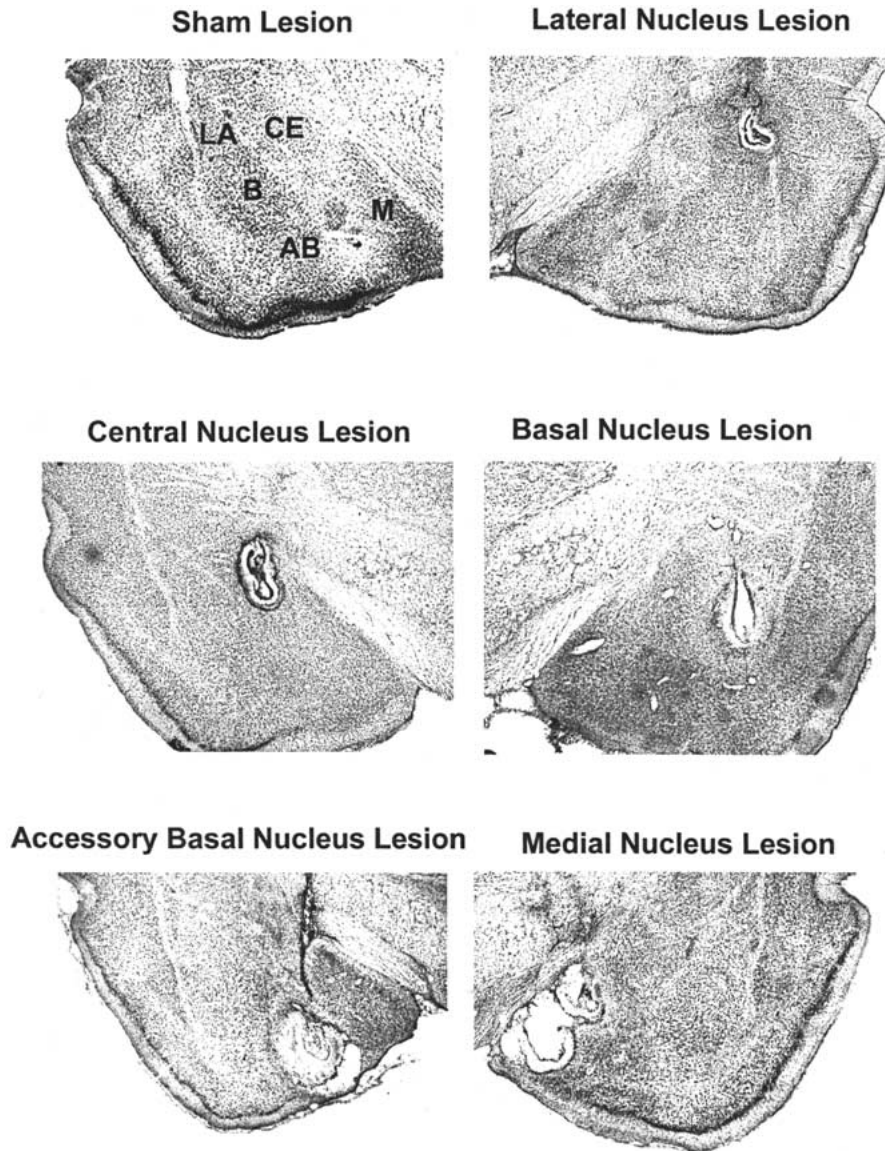 Sham Lesion
Lateral Nucleus Lesion
LA
CE
B
M
AB
Central Nucleus Lesion
Basal Nucleus Lesion
Accessory Basal Nucleus Lesion
Medial Nucleus Lesion